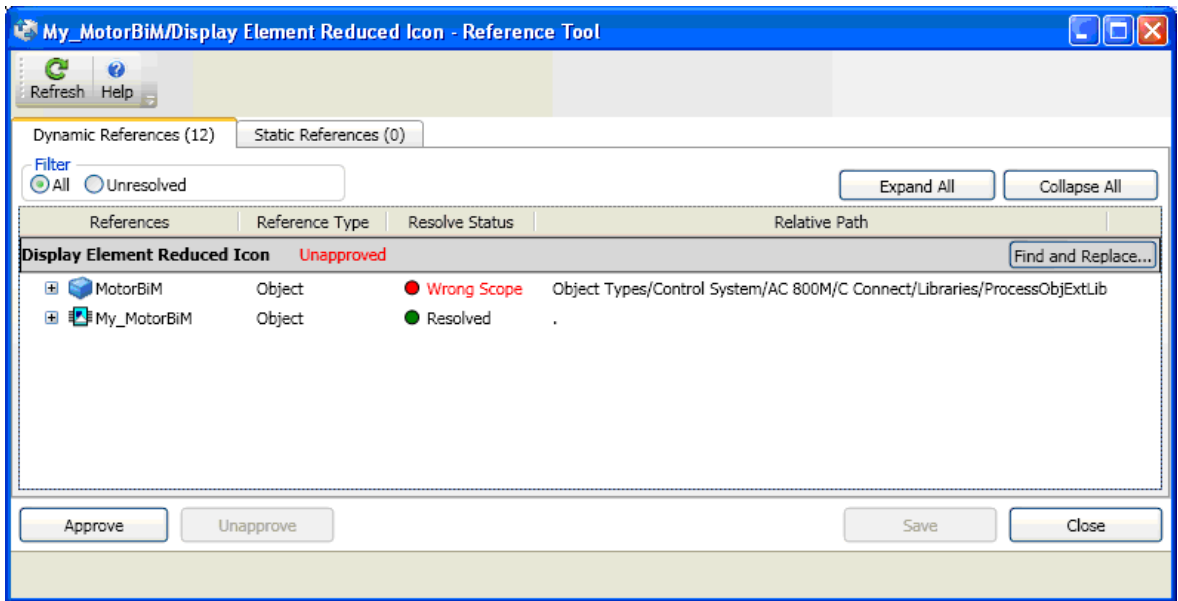 My_MotorBiM/Display Element Reduced Icon - Reference Tool
Refresh Help
Dynamic References (12) Static References (0)
Filter
All Unresolved
Expand All Collapse All
References Reference Type Resolve Status Relative Path
Display Element Reduced Icon Unapproved Find and Replace...
MotorBiM Object Wrong Scope Object Types/Control System/AC 800M/C Connect/Libraries/ProcessObjExtLib
My_MotorBiM Object Resolved .
Approve Unapprove Save Close